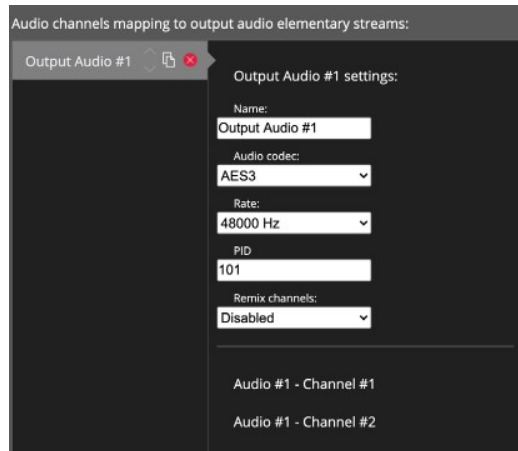 Audio channels mapping to output audio elementary streams:
Output Audio #1
Output Audio #1 settings:
Name:
Output Audio #1
Audio codec:
AES3
Rate:
48000 Hz
PID
101
Remix channels:
Disabled
Audio #1 - Channel #1
Audio #1 - Channel #2